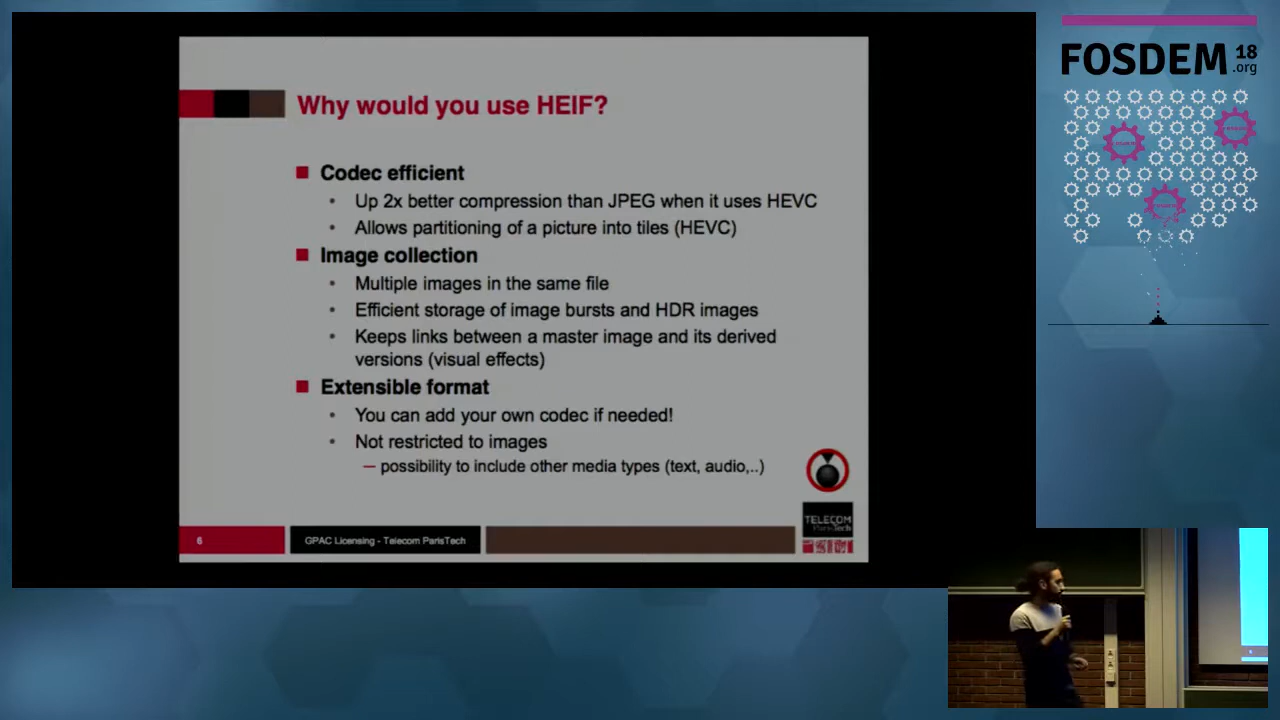 Why would you use HEIF?
Codec efficient
Up 2x better compression than JPEG when it uses HEVC
Allows partitioning of a picture into tiles (HEVC)
Image collection
Multiple images in the same file
Efficient storage of image bursts and HDR images
Keeps links between a master image and its derived
versions (visual effects)
Extensible format
You can add your own codec if needed!
Not restricted to images
— possibility to include other media types (text, audio,..)
6
GPAC Licensing - Telecom ParisTech
TELECOM
ParisTech
FOSDEM 18
.org